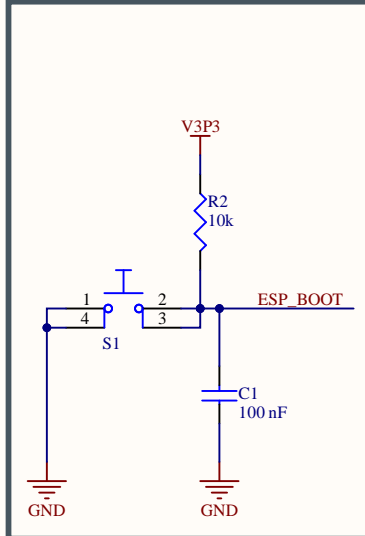 V3P3
R2
10k
1
2
ESP_BOOT
4
3
S1
C1
100 nF
GND
GND